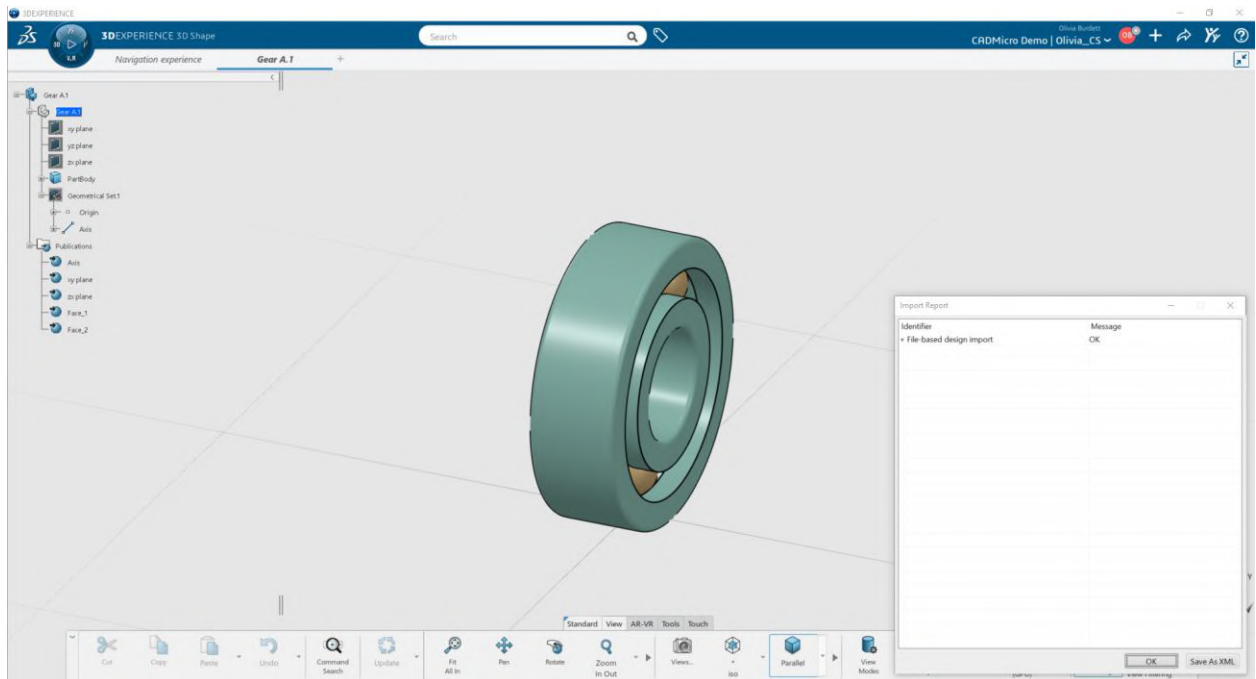 3DEXPERIENCE
3DEXPERIENCE 3D Shape
Search
Olivia Burdett
CADMicro Demo | Olivia_CS
OB
3D
V,R
Navigation experience
Gear A.1
+
Gear A.1
Gear A.1
xy plane
yz plane
zx plane
PartBody
Geometrical Set.1
Origin
Axis
Publications
Axis
xy plane
zx plane
Face_1
Face_2
Import Report
Identifier
Message
File-based design import
OK
OK
Save As XML
Standard View AR-VR Tools Touch
Cut
Copy
Paste
Undo
Command Search
Update
Fit All In
Pan
Rotate
Zoom In Out
Views...
iso
Parallel
View Modes
View Filtering
Y